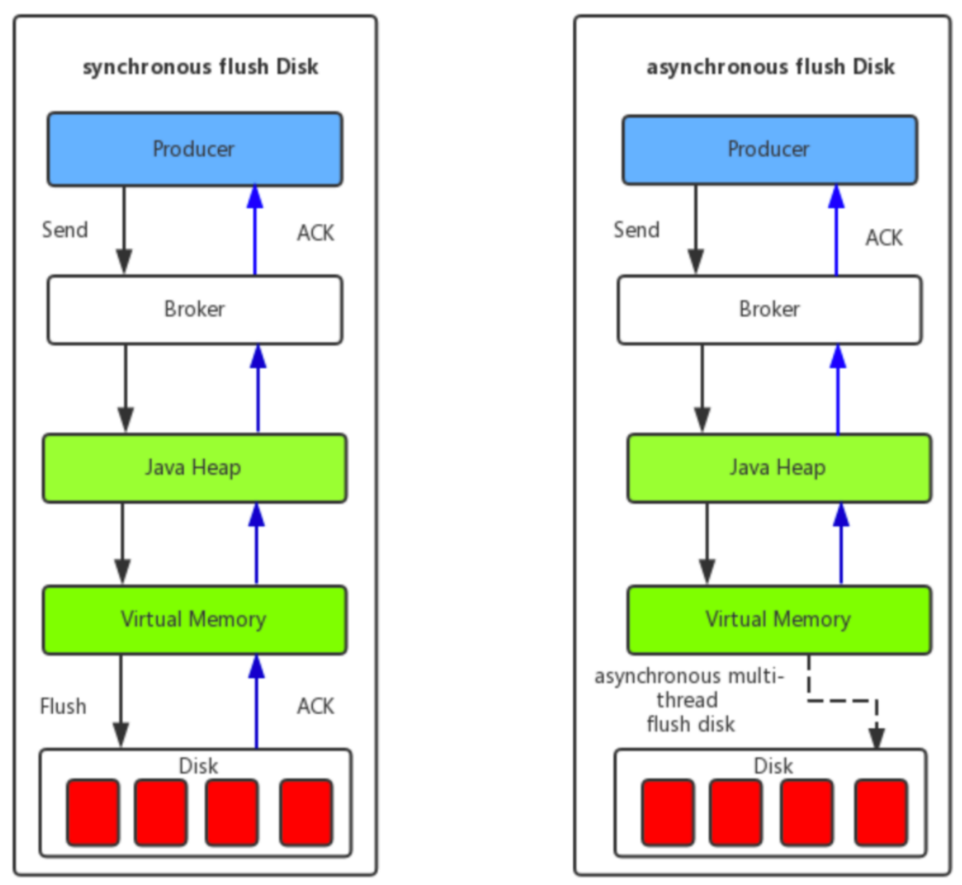 synchronous flush Disk
Producer
Send
ACK
Broker
Java Heap
Virtual Memory
Flush
ACK
Disk
asynchronous flush Disk
Producer
Send
ACK
Broker
Java Heap
Virtual Memory
asynchronous multi-
thread
flush disk
Disk